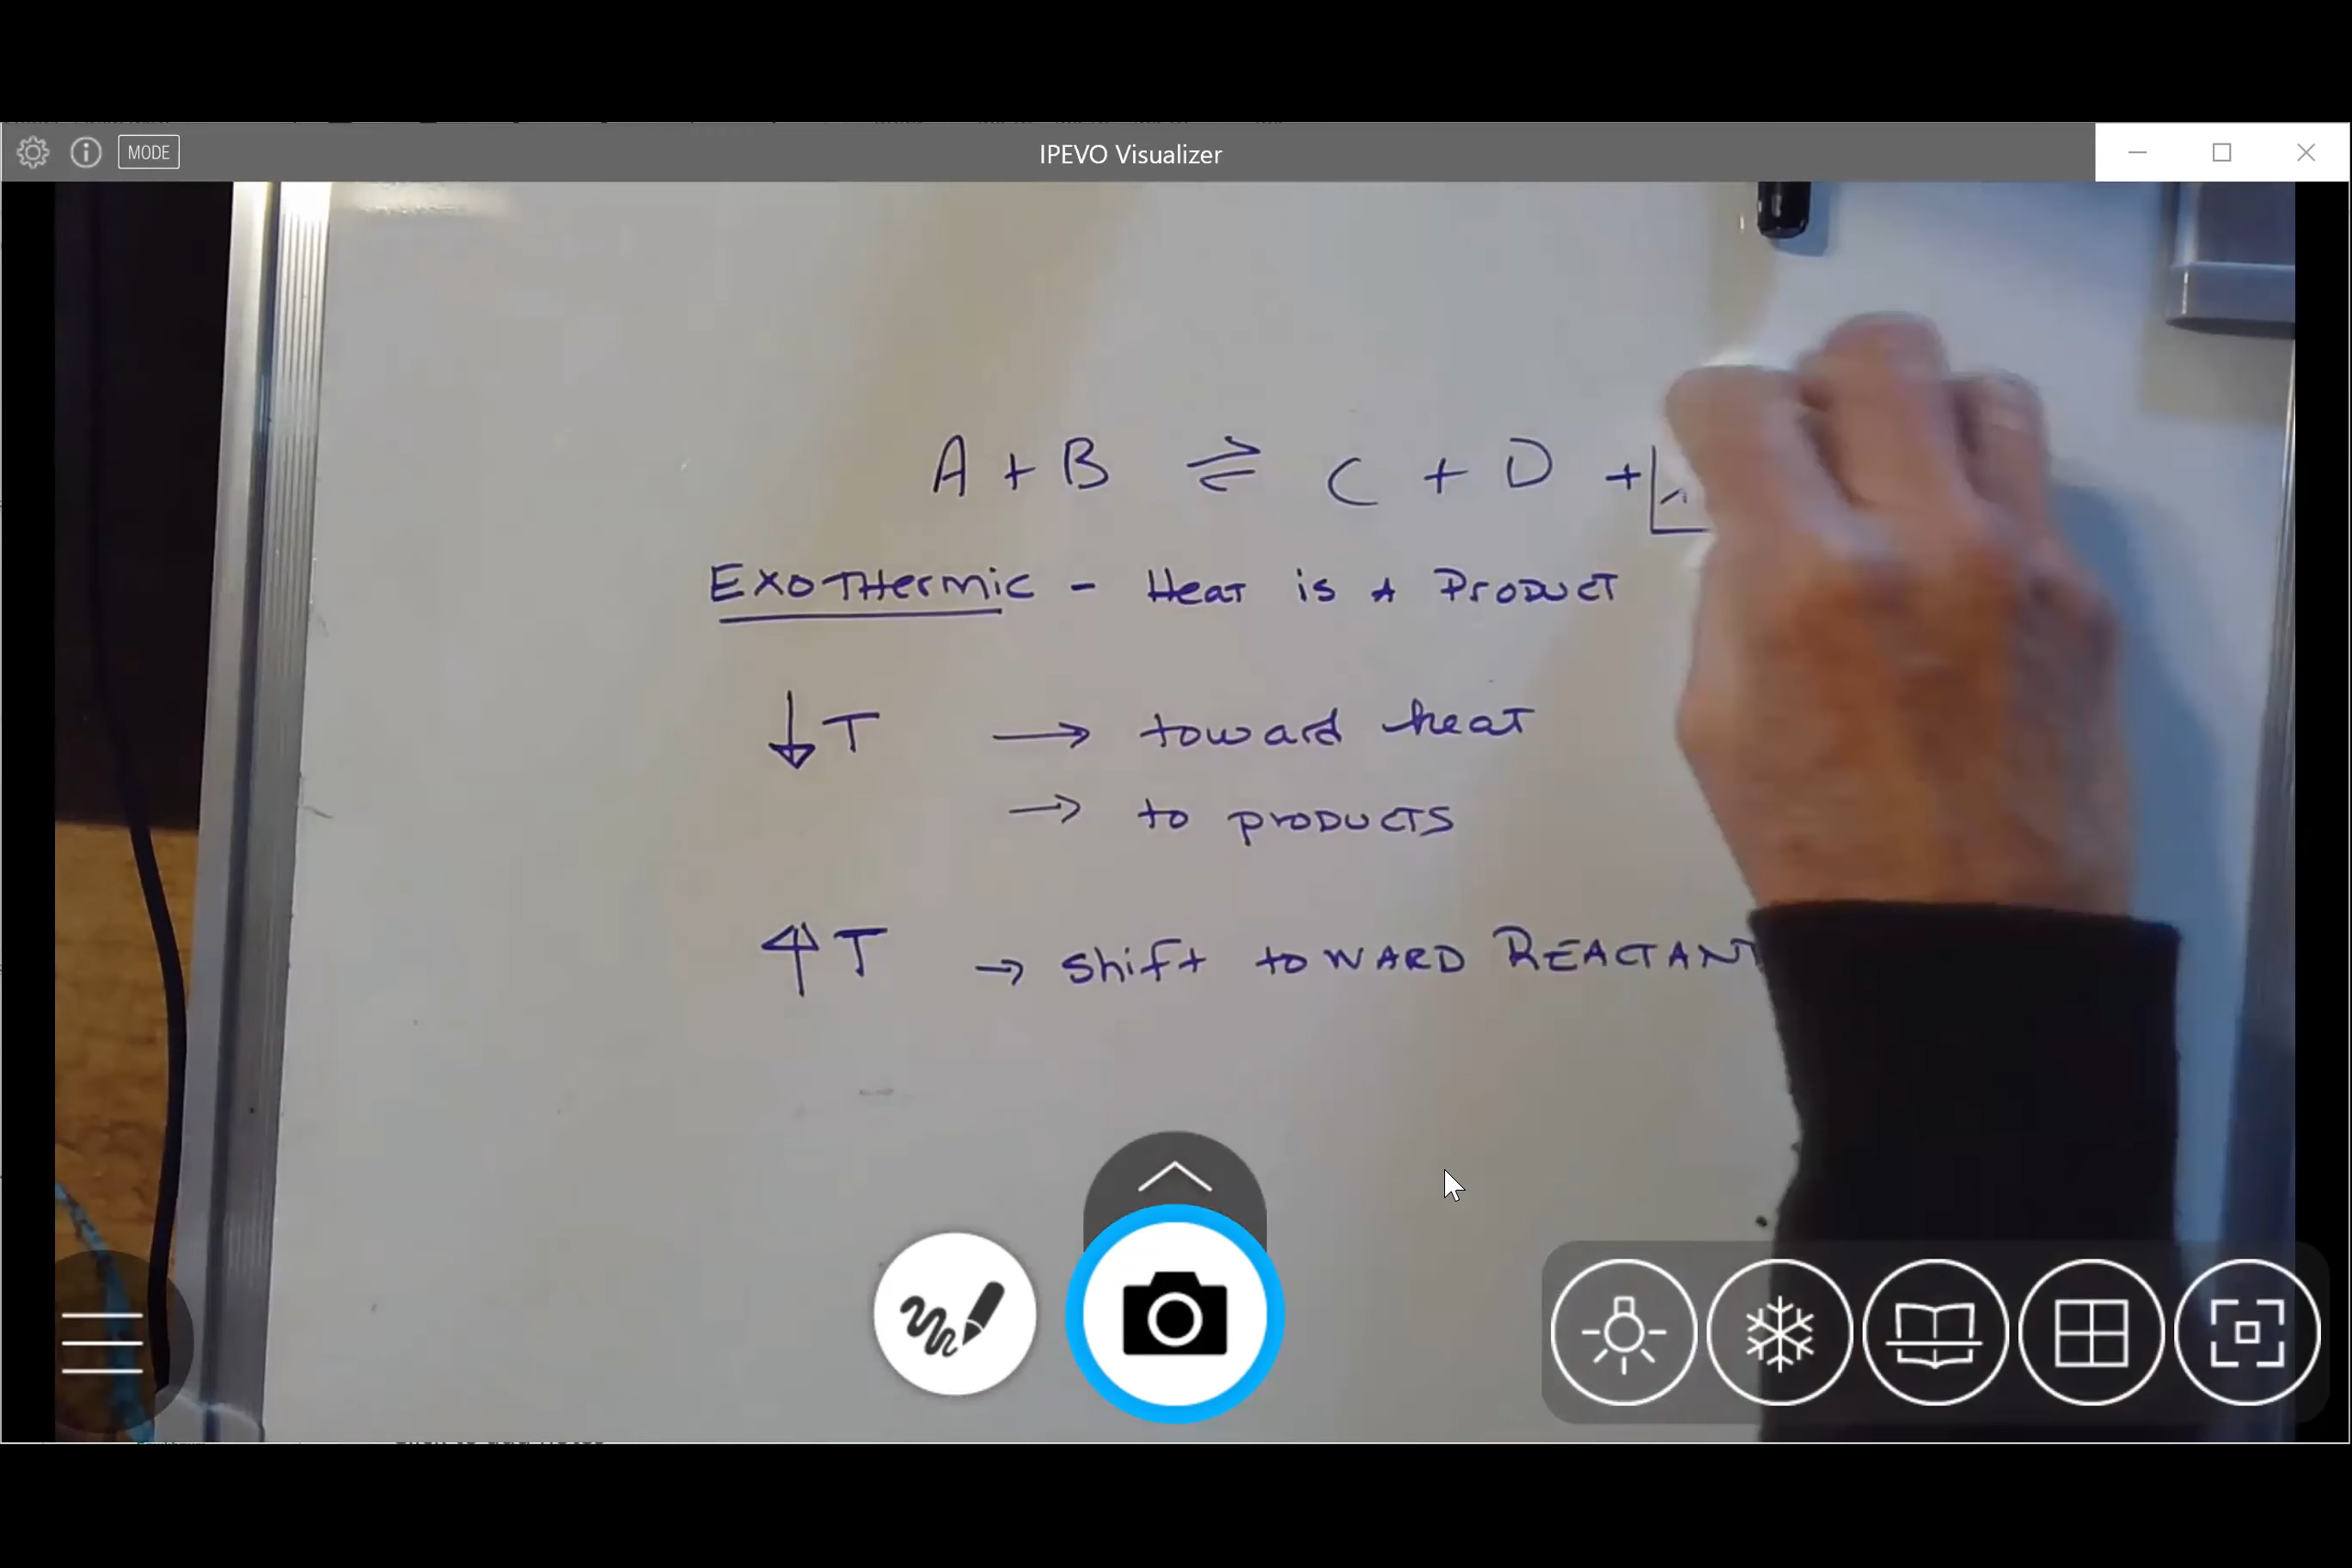 MODE
IPEVO Visualizer
A + B ⇌ C + D +
EXOTHermic - Heat is A PRODUCT
↓ T → toward heat
→ to PRODUCTS
↑ T → shift toWARD REACTANT